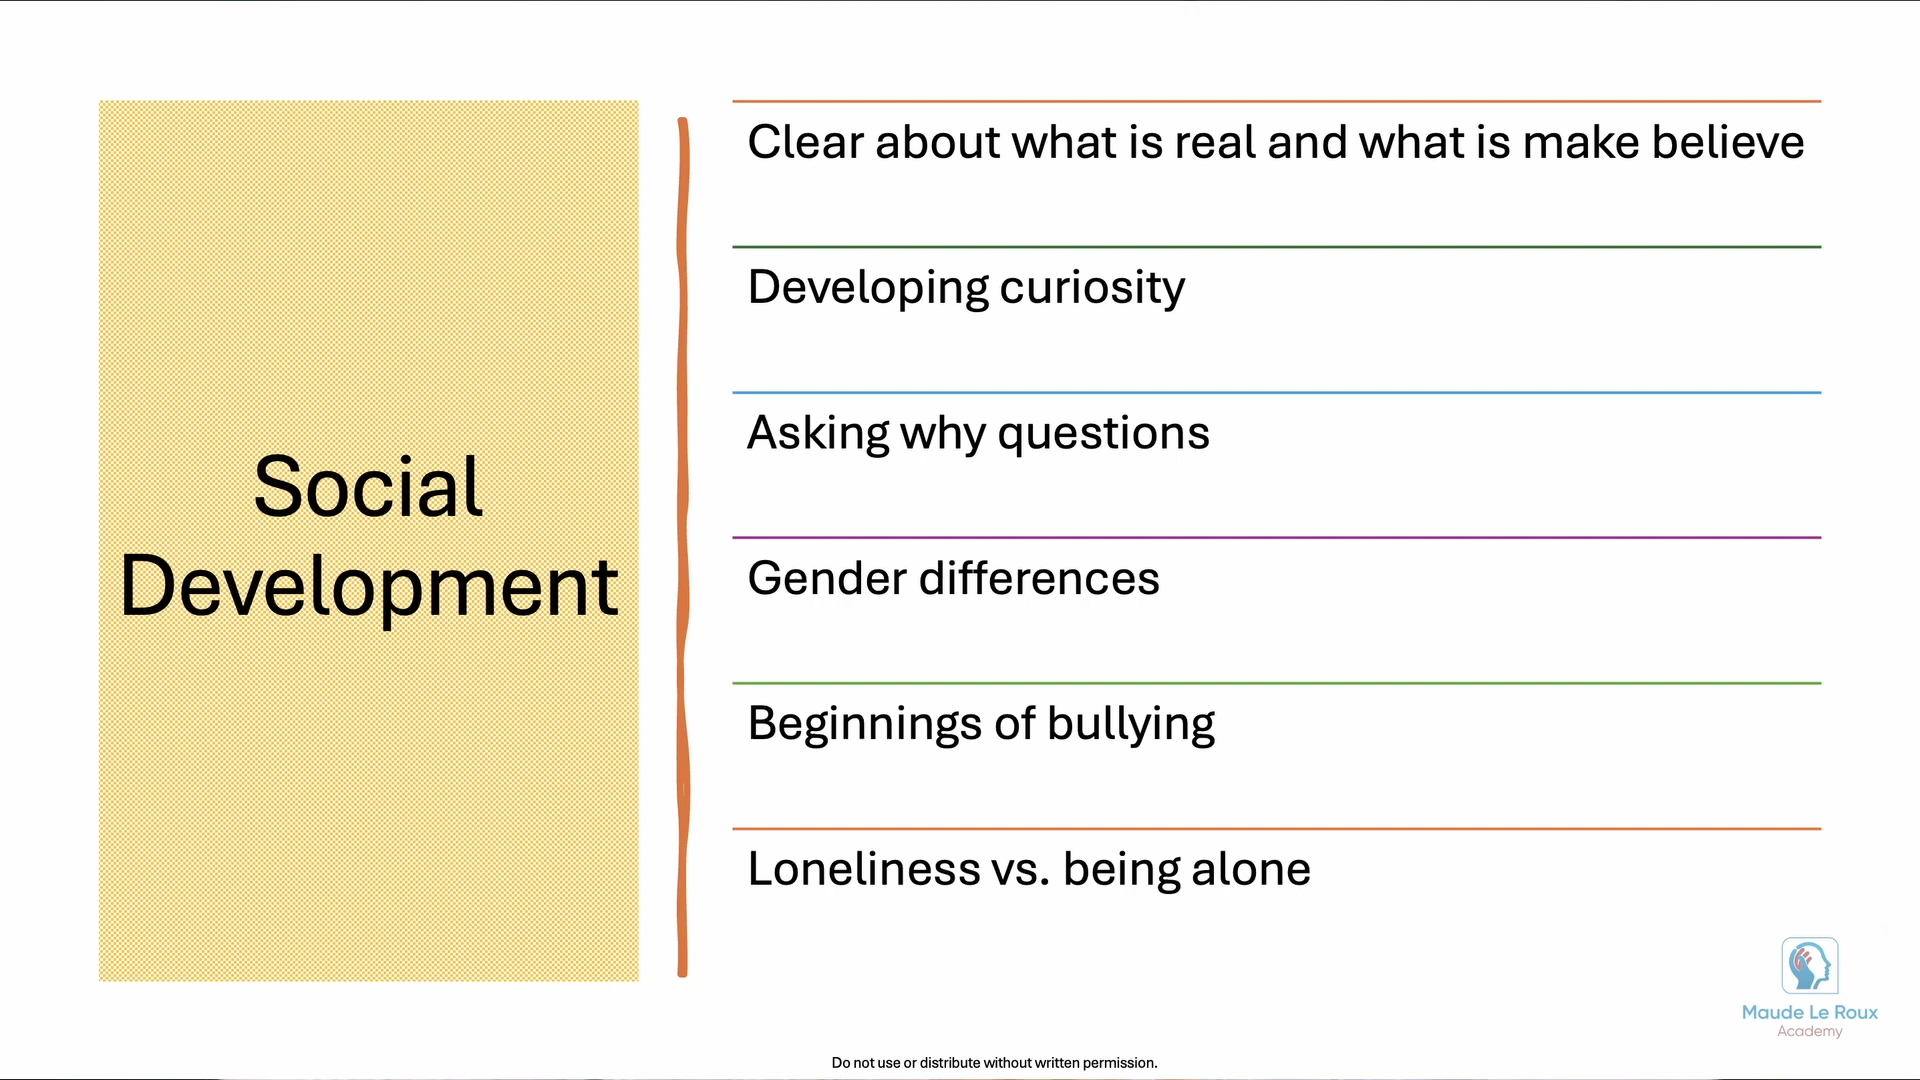 Social
Development
Clear about what is real and what is make believe
Developing curiosity
Asking why questions
Gender differences
Beginnings of bullying
Loneliness vs. being alone
Maude Le Roux
Academy
Do not use or distribute without written permission.